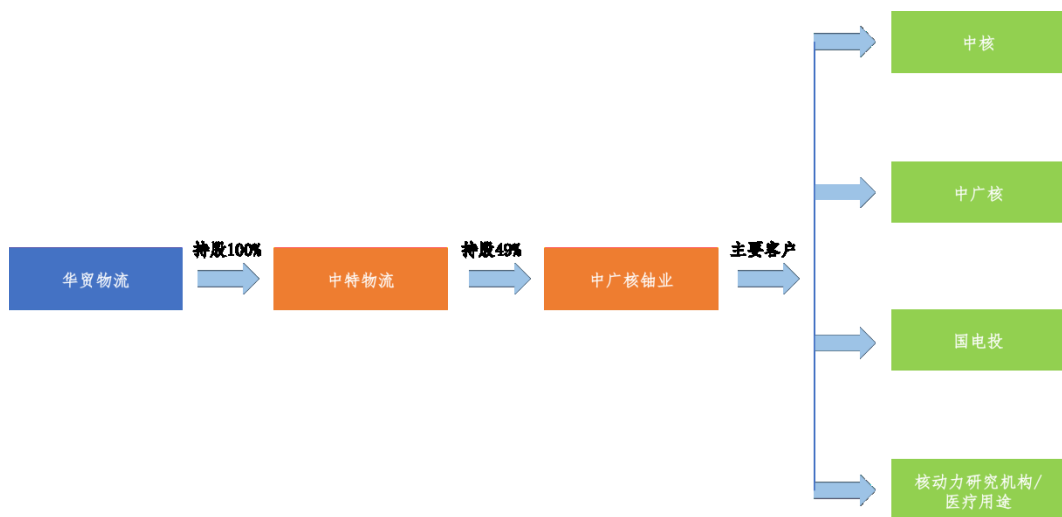 中核
中广核
持股100%
持股49%
主要客户
华贸物流
中特物流
中广核铀业
国电投
核动力研究机构/
医疗用途